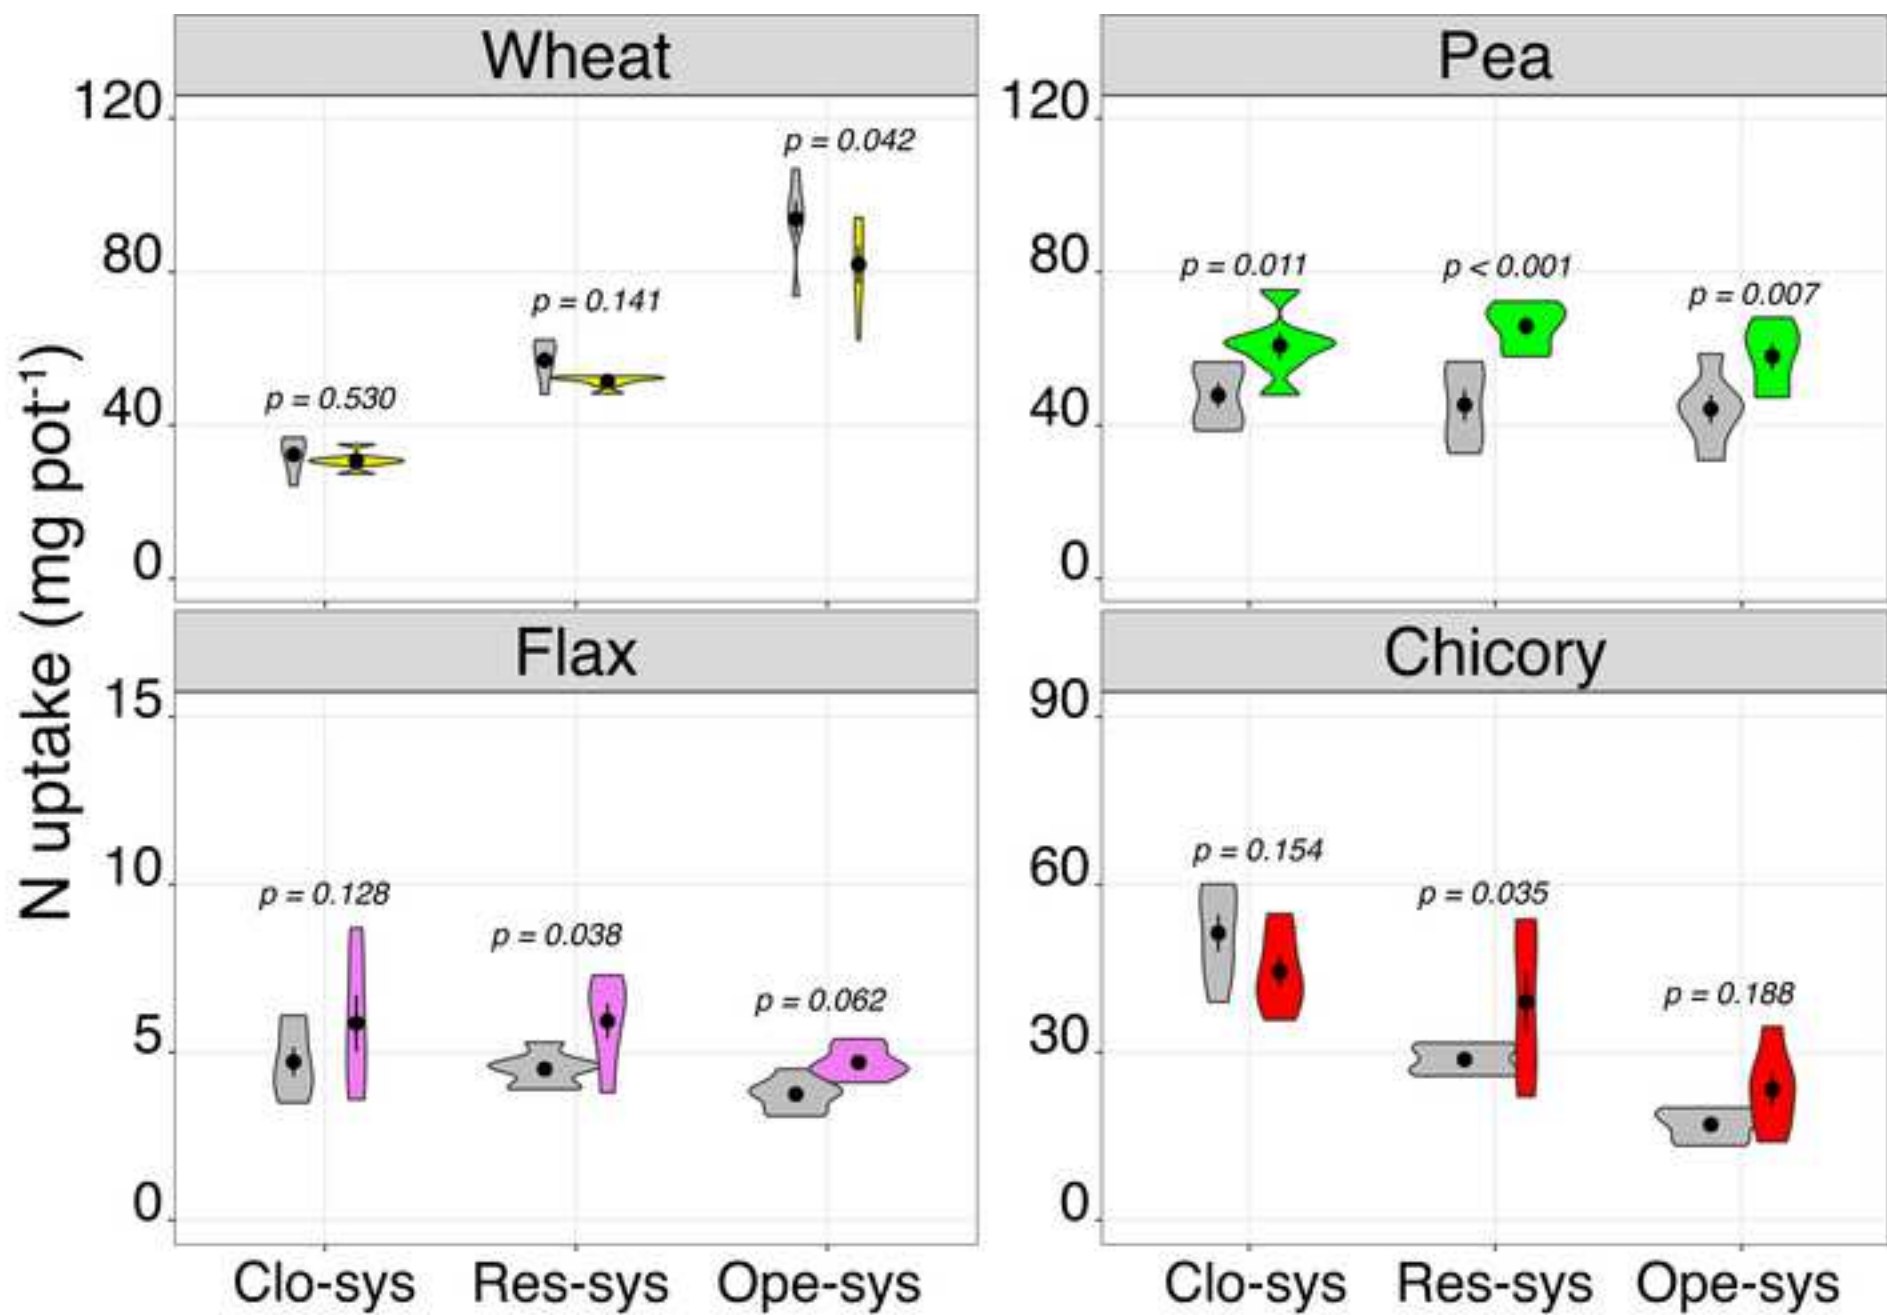 N uptake (mg pot-1)
Wheat
120
80
40
0
p = 0.530
p = 0.141
p = 0.042
Pea
120
80
40
0
p = 0.011
p < 0.001
p = 0.007
Flax
15
10
5
0
p = 0.128
p = 0.038
p = 0.062
Clo-sys Res-sys Ope-sys
Chicory
90
60
30
0
p = 0.154
p = 0.035
p = 0.188
Clo-sys Res-sys Ope-sys